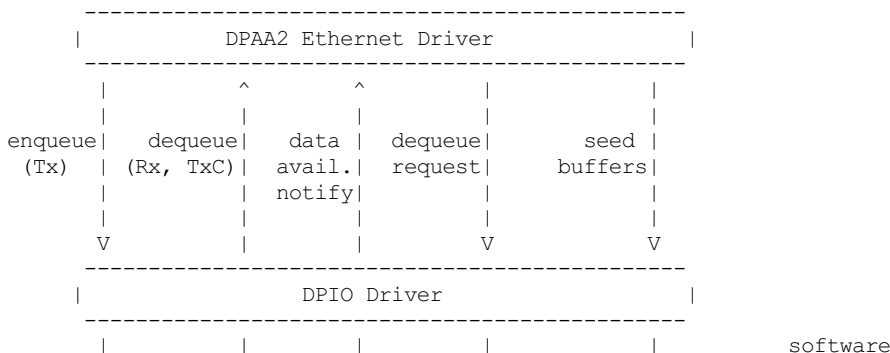 DPAA2 Ethernet Driver
enqueue dequeue data dequeue seed
(Tx) (Rx, TxC) avail. request buffers
notify
DPIO Driver
software